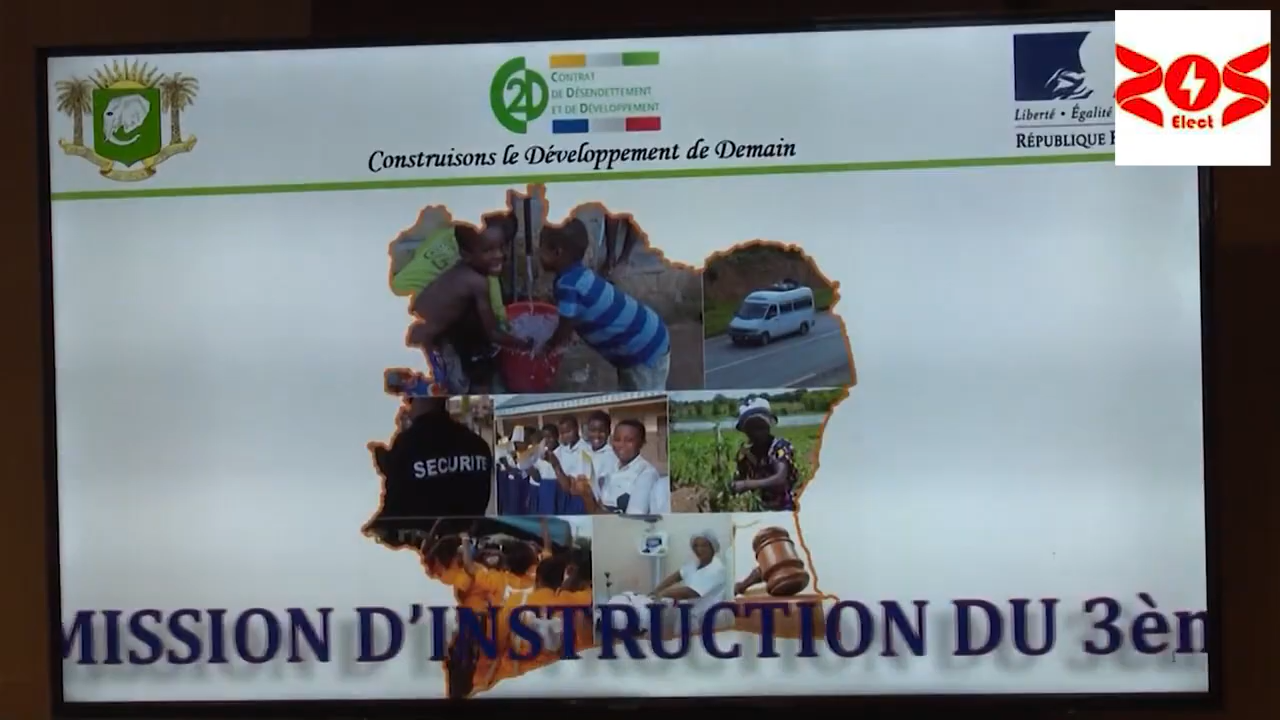 C2D
CONTRAT
DE DÉSENDETTEMENT
ET DE DÉVELOPPEMENT
Construisons le Développement de Demain
Liberté • Égalité
RÉPUBLIQUE
SOS
Elect
SECURITE
MISSION D'INSTRUCTION DU 3èm